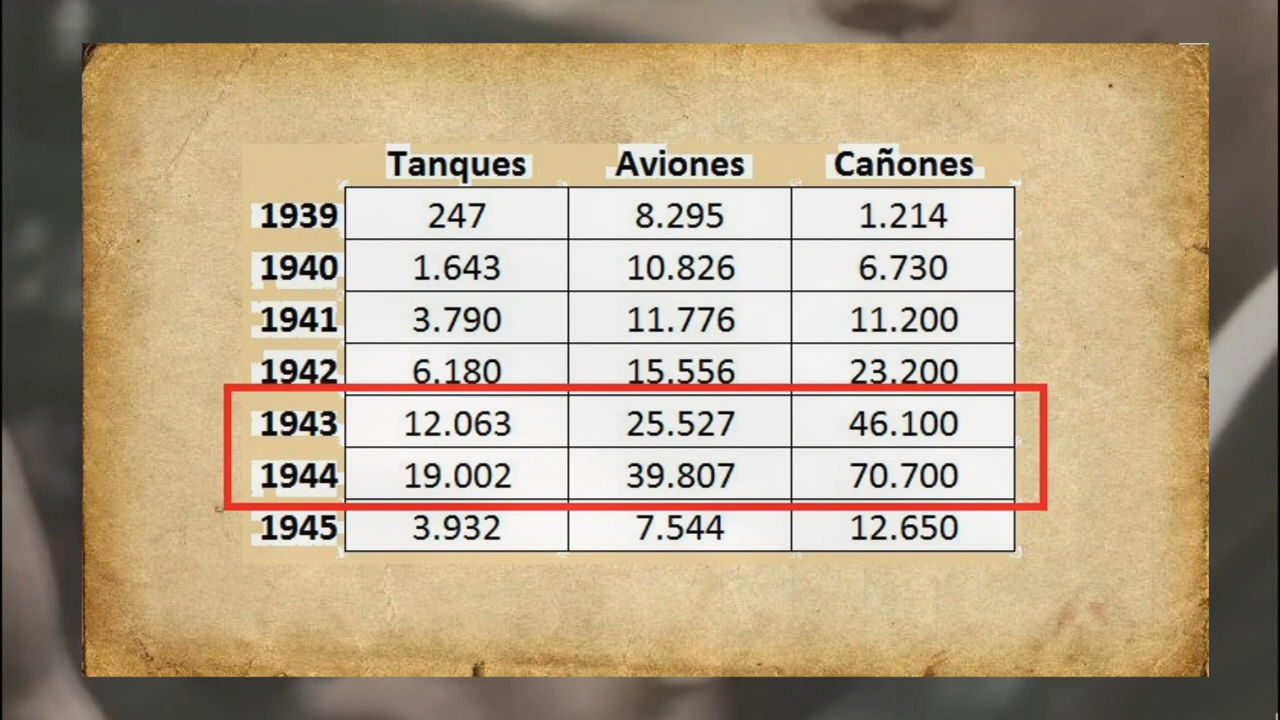 Tanques Aviones Cañones
1939 247 8.295 1.214
1940 1.643 10.826 6.730
1941 3.790 11.776 11.200
1942 6.180 15.556 23.200
1943 12.063 25.527 46.100
1944 19.002 39.807 70.700
1945 3.932 7.544 12.650